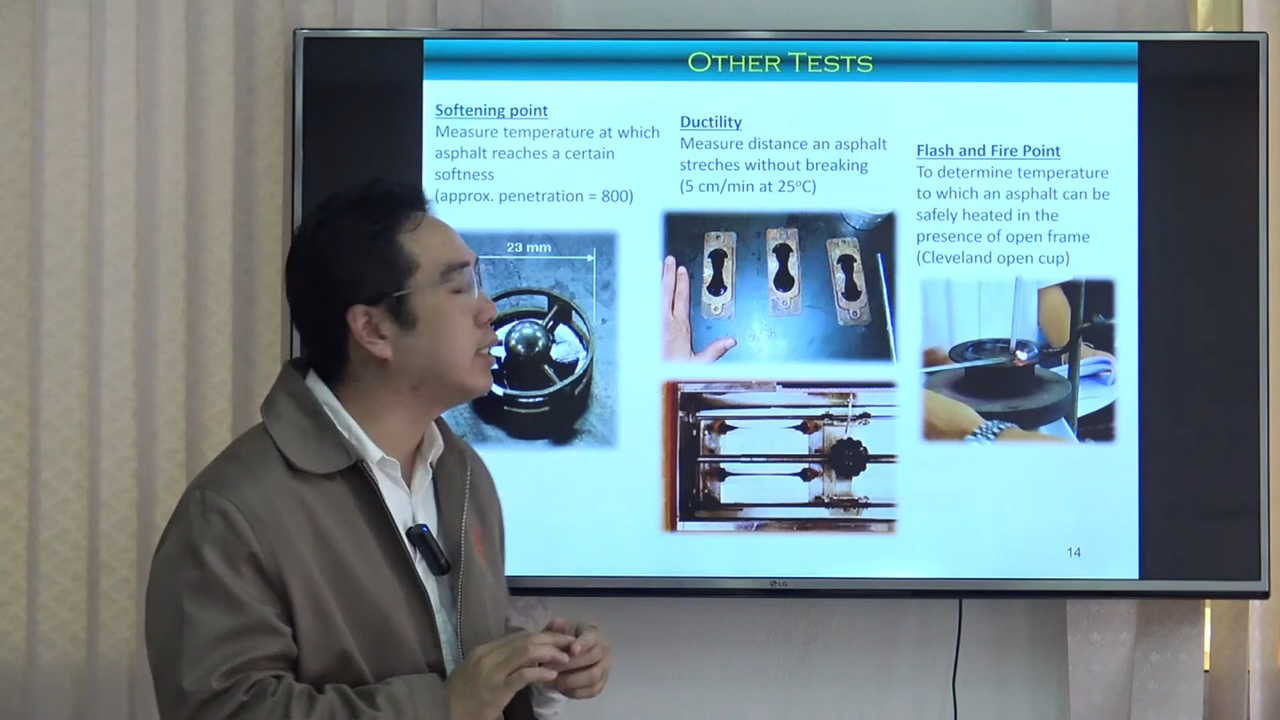 OTHER TESTS
Softening point
Measure temperature at which
asphalt reaches a certain
softness
(approx. penetration = 800)
23 mm
Ductility
Measure distance an asphalt
streches without breaking
(5 cm/min at 25°C)
Flash and Fire Point
To determine temperature
to which an asphalt can be
safely heated in the
presence of open frame
(Cleveland open cup)
14
LG